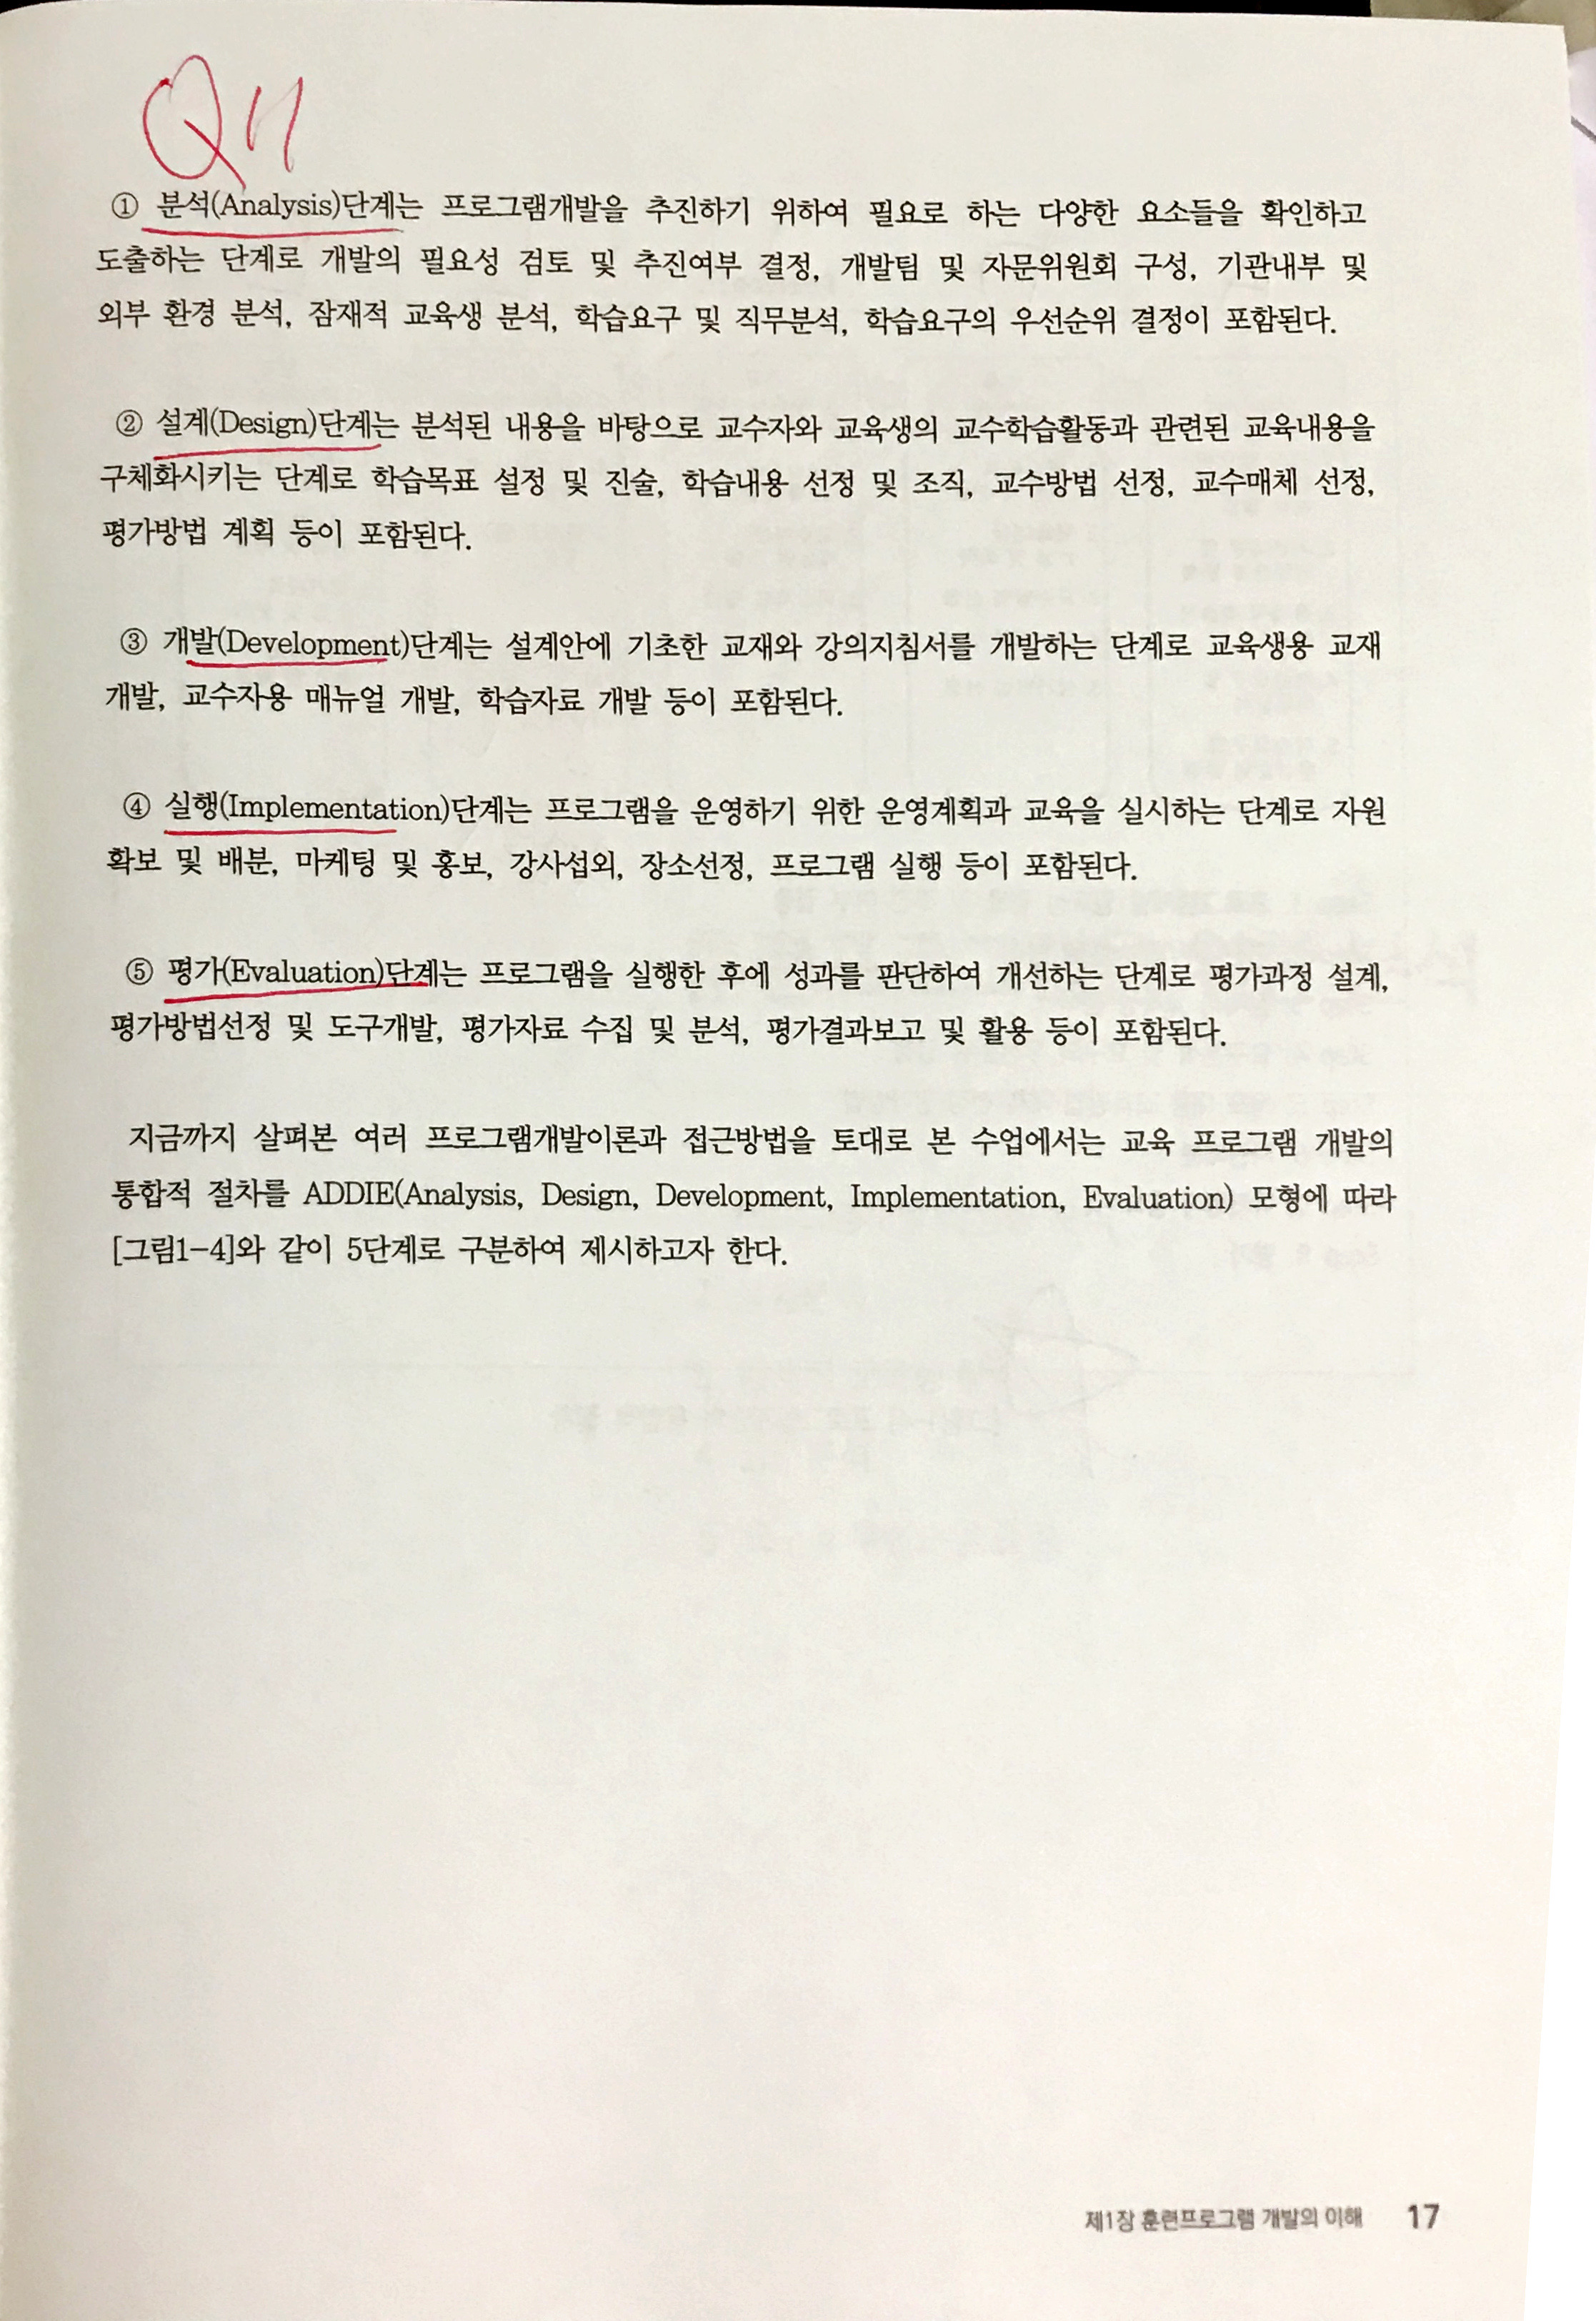 Q11
① 분석(Analysis)단계는 프로그램개발을 추진하기 위하여 필요로 하는 다양한 요소들을 확인하고
도출하는 단계로 개발의 필요성 검토 및 추진여부 결정, 개발팀 및 자문위원회 구성, 기관내부 및
외부 환경 분석, 잠재적 교육생 분석, 학습요구 및 직무분석, 학습요구의 우선순위 결정이 포함된다.
② 설계(Design)단계는 분석된 내용을 바탕으로 교수자와 교육생의 교수학습활동과 관련된 교육내용을
구체화시키는 단계로 학습목표 설정 및 진술, 학습내용 선정 및 조직, 교수방법 선정, 교수매체 선정,
평가방법 계획 등이 포함된다.
③ 개발(Development)단계는 설계안에 기초한 교재와 강의지침서를 개발하는 단계로 교육생용 교재
개발, 교수자용 매뉴얼 개발, 학습자료 개발 등이 포함된다.
④ 실행(Implementation)단계는 프로그램을 운영하기 위한 운영계획과 교육을 실시하는 단계로 자원
확보 및 배분, 마케팅 및 홍보, 강사섭외, 장소선정, 프로그램 실행 등이 포함된다.
⑤ 평가(Evaluation)단계는 프로그램을 실행한 후에 성과를 판단하여 개선하는 단계로 평가과정 설계,
평가방법선정 및 도구개발, 평가자료 수집 및 분석, 평가결과보고 및 활용 등이 포함된다.
지금까지 살펴본 여러 프로그램개발이론과 접근방법을 토대로 본 수업에서는 교육 프로그램 개발의
통합적 절차를 ADDIE(Analysis, Design, Development, Implementation, Evaluation) 모형에 따라
[그림1-4]와 같이 5단계로 구분하여 제시하고자 한다.
제1장 훈련프로그램 개발의 이해 17